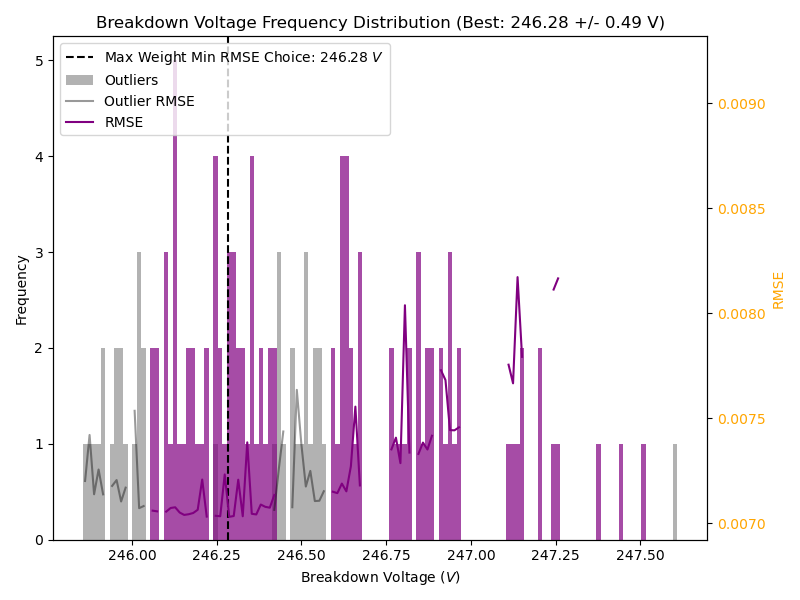 Breakdown Voltage Frequency Distribution (Best: 246.28 +/- 0.49 V)
Max Weight Min RMSE Choice: 246.28 V
Outliers
Outlier RMSE
RMSE
5
4
3
2
1
0
Frequency
0.0090
0.0085
0.0080
0.0075
0.0070
RMSE
246.00
246.25
246.50
246.75
247.00
247.25
247.50
Breakdown Voltage (V)